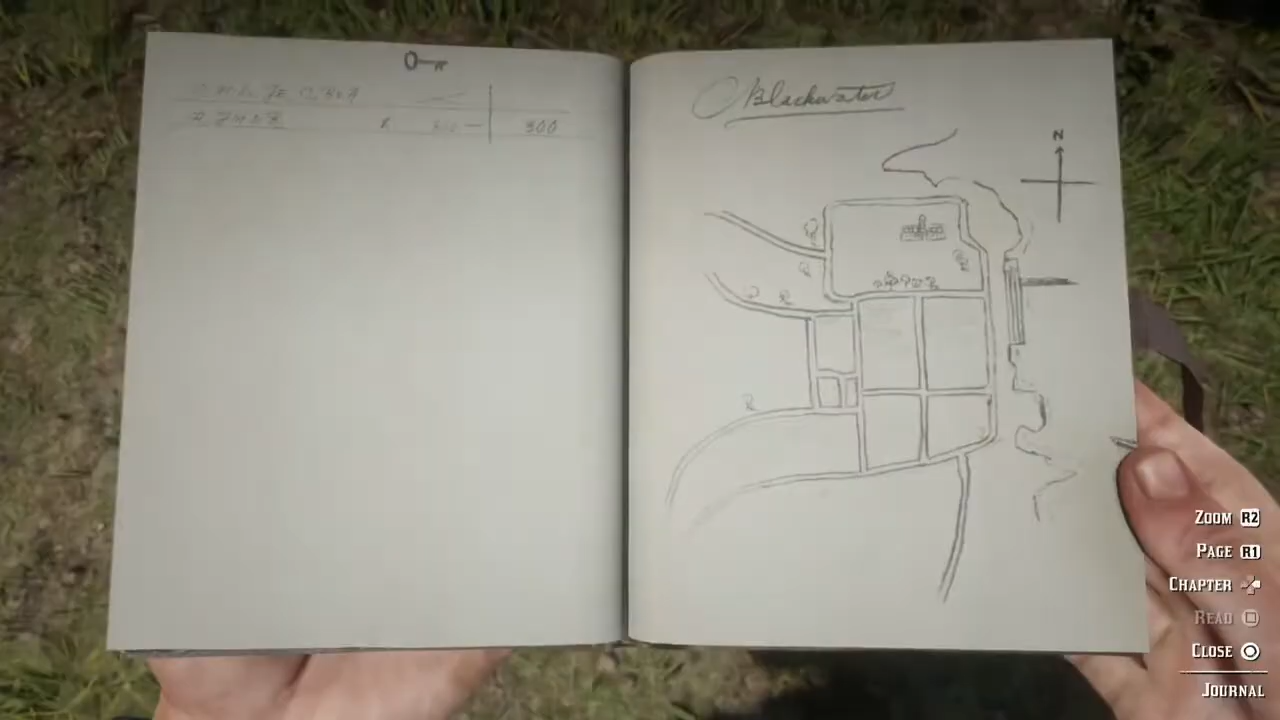 300
Blackwater
N
ZOOM R2
PAGE R1
CHAPTER
READ
CLOSE
JOURNAL